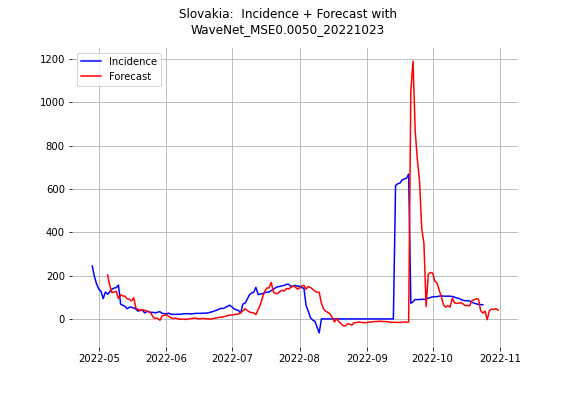 Slovakia:  Incidence + Forecast with
WaveNet_MSE0.0050_20221023
Incidence
Forecast
1200
1000
800
600
400
200
0
2022-05 2022-06 2022-07 2022-08 2022-09 2022-10 2022-11